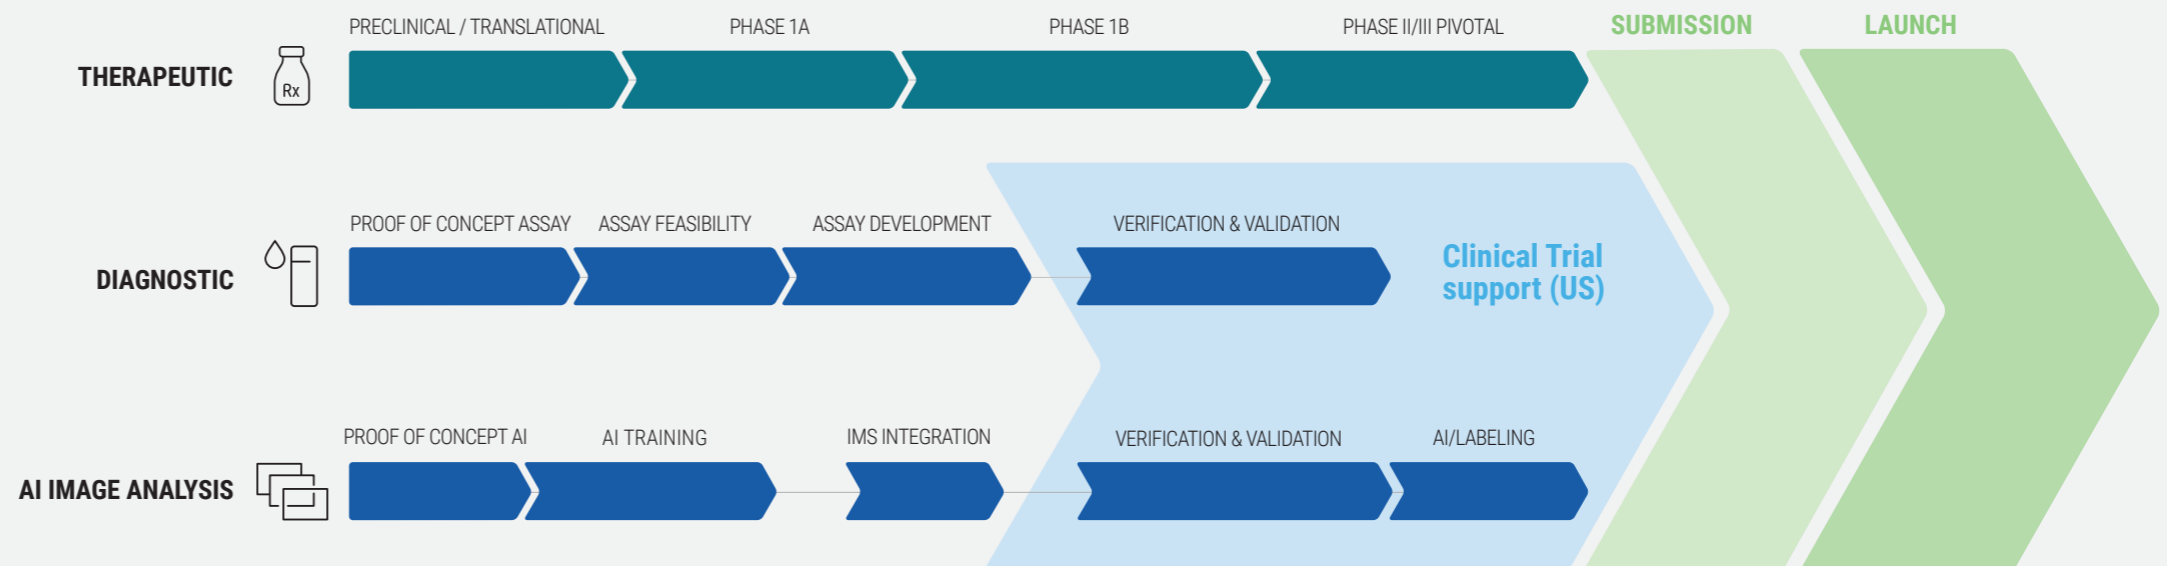 PRECLINICAL / TRANSLATIONAL
PHASE 1A
PHASE 1B
PHASE II/III PIVOTAL
SUBMISSION
LAUNCH
THERAPEUTIC
Rx
PROOF OF CONCEPT ASSAY
ASSAY FEASIBILITY
ASSAY DEVELOPMENT
VERIFICATION & VALIDATION
DIAGNOSTIC
Clinical Trial
support (US)
PROOF OF CONCEPT AI
AI TRAINING
IMS INTEGRATION
VERIFICATION & VALIDATION
AI/LABELING
AI IMAGE ANALYSIS